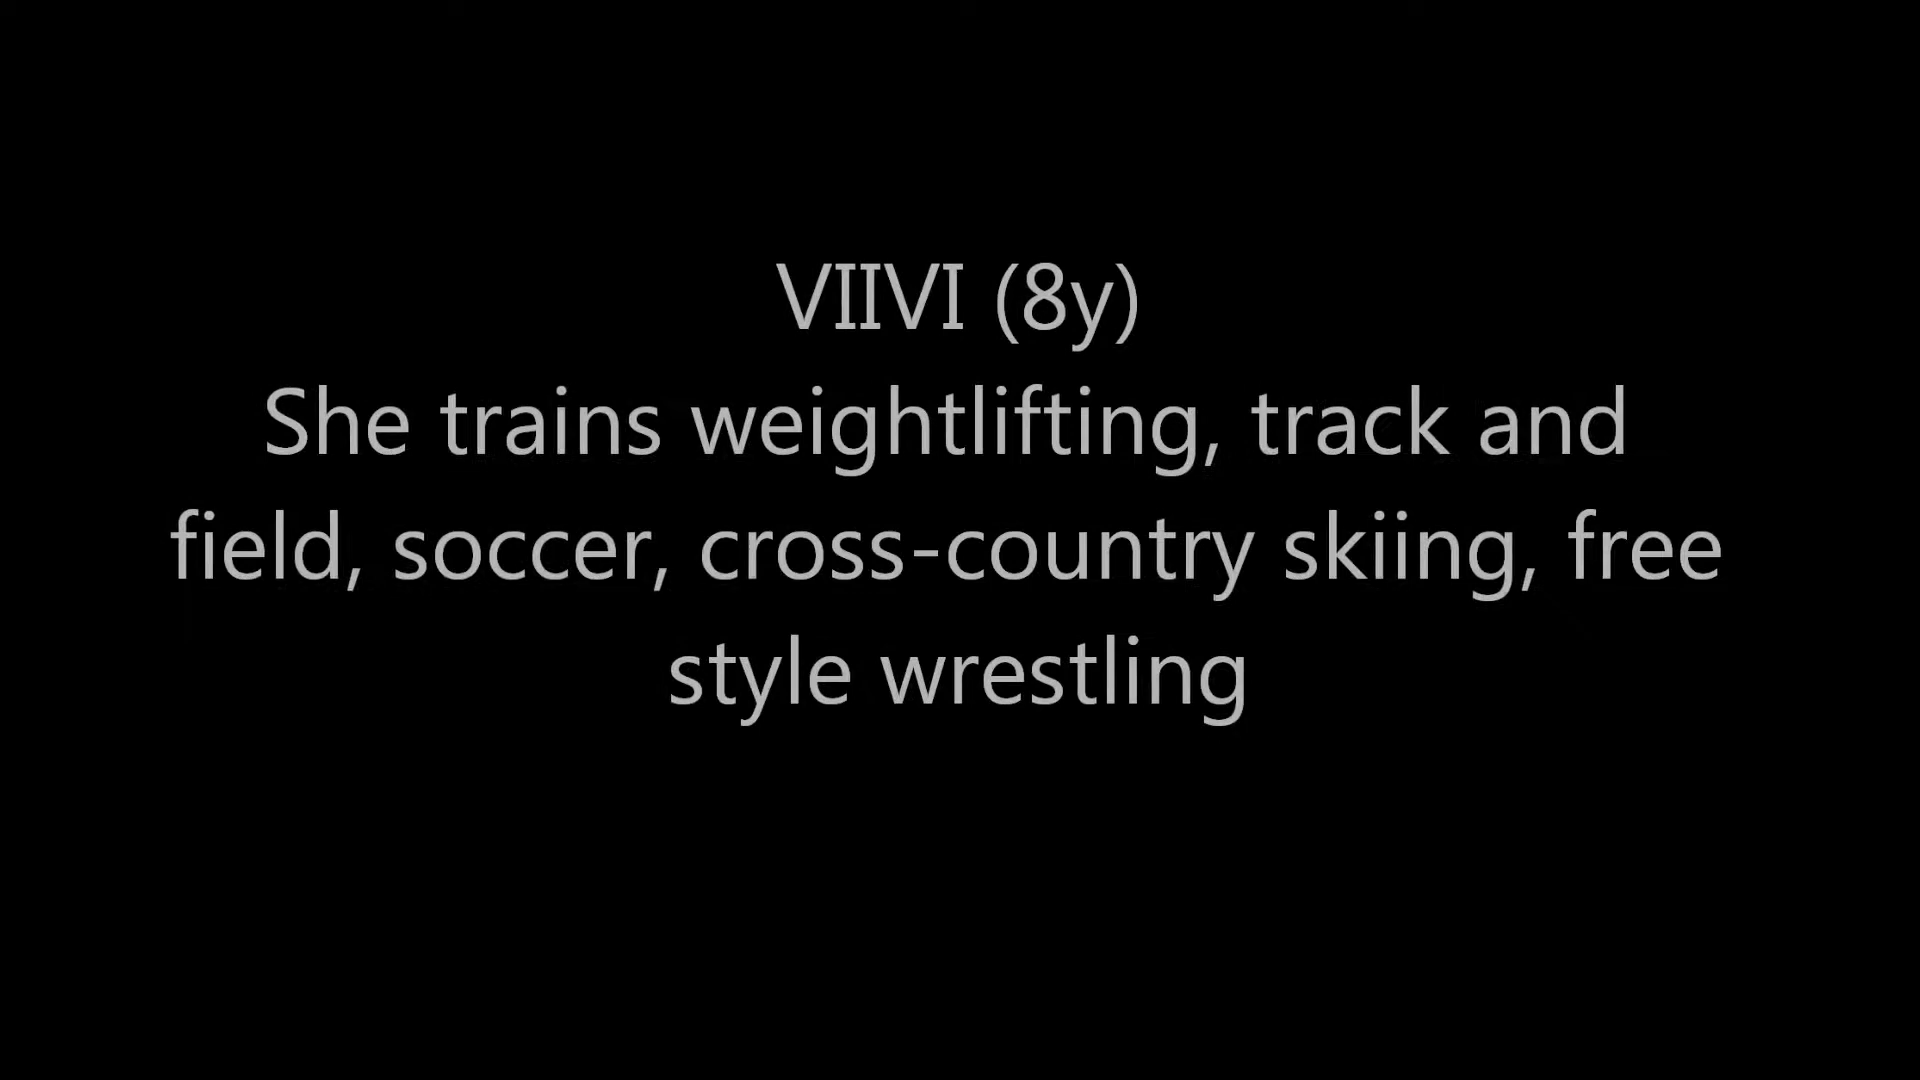 VIIVI (8y)
She trains weightlifting, track and
field, soccer, cross-country skiing, free
style wrestling